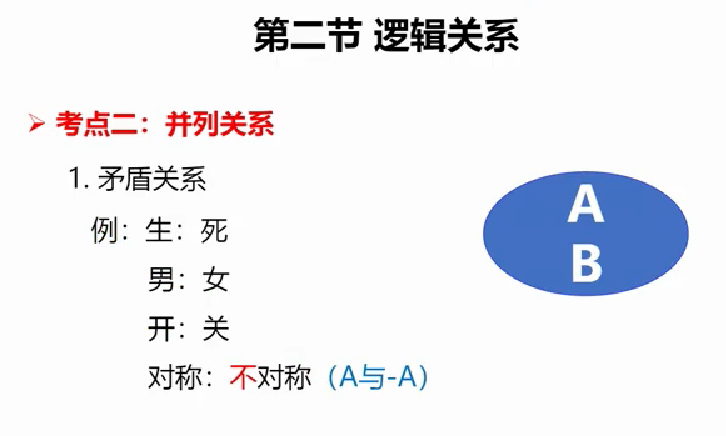 第二节 逻辑关系
➢ 考点二：并列关系
1. 矛盾关系
例：生：死
男：女
开：关
对称：不对称（A与-A）
A
B